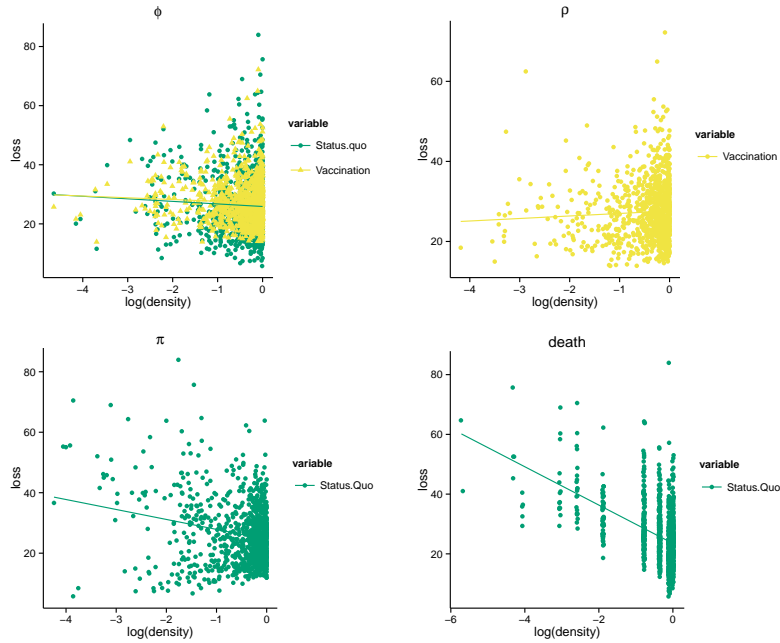 ϕ
80
60
40
20
loss
−4
−3
−2
−1
0
log(density)
variable
Status.quo
Vaccination
ρ
60
40
20
loss
−4
−3
−2
−1
0
log(density)
variable
Vaccination
π
80
60
40
20
loss
−4
−3
−2
−1
0
log(density)
variable
Status.Quo
death
80
60
40
20
loss
−6
−4
−2
0
log(density)
variable
Status.Quo